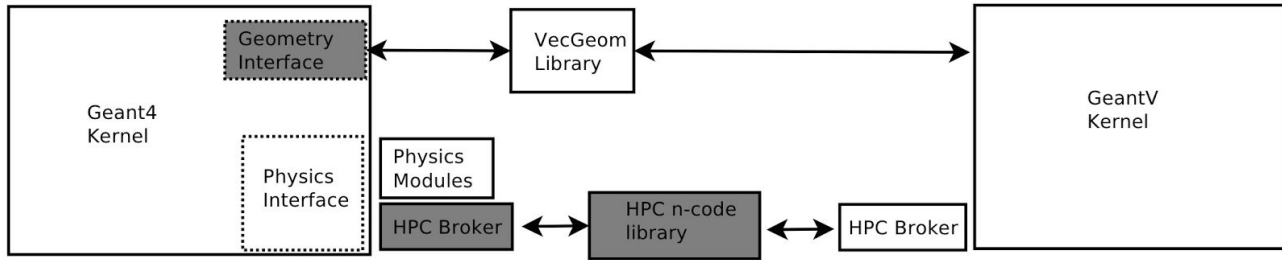 Geometry
Interface
VecGeom
Library
Geant4
Kernel
GeantV
Kernel
Physics
Interface
Physics
Modules
HPC Broker
HPC n-code
library
HPC Broker